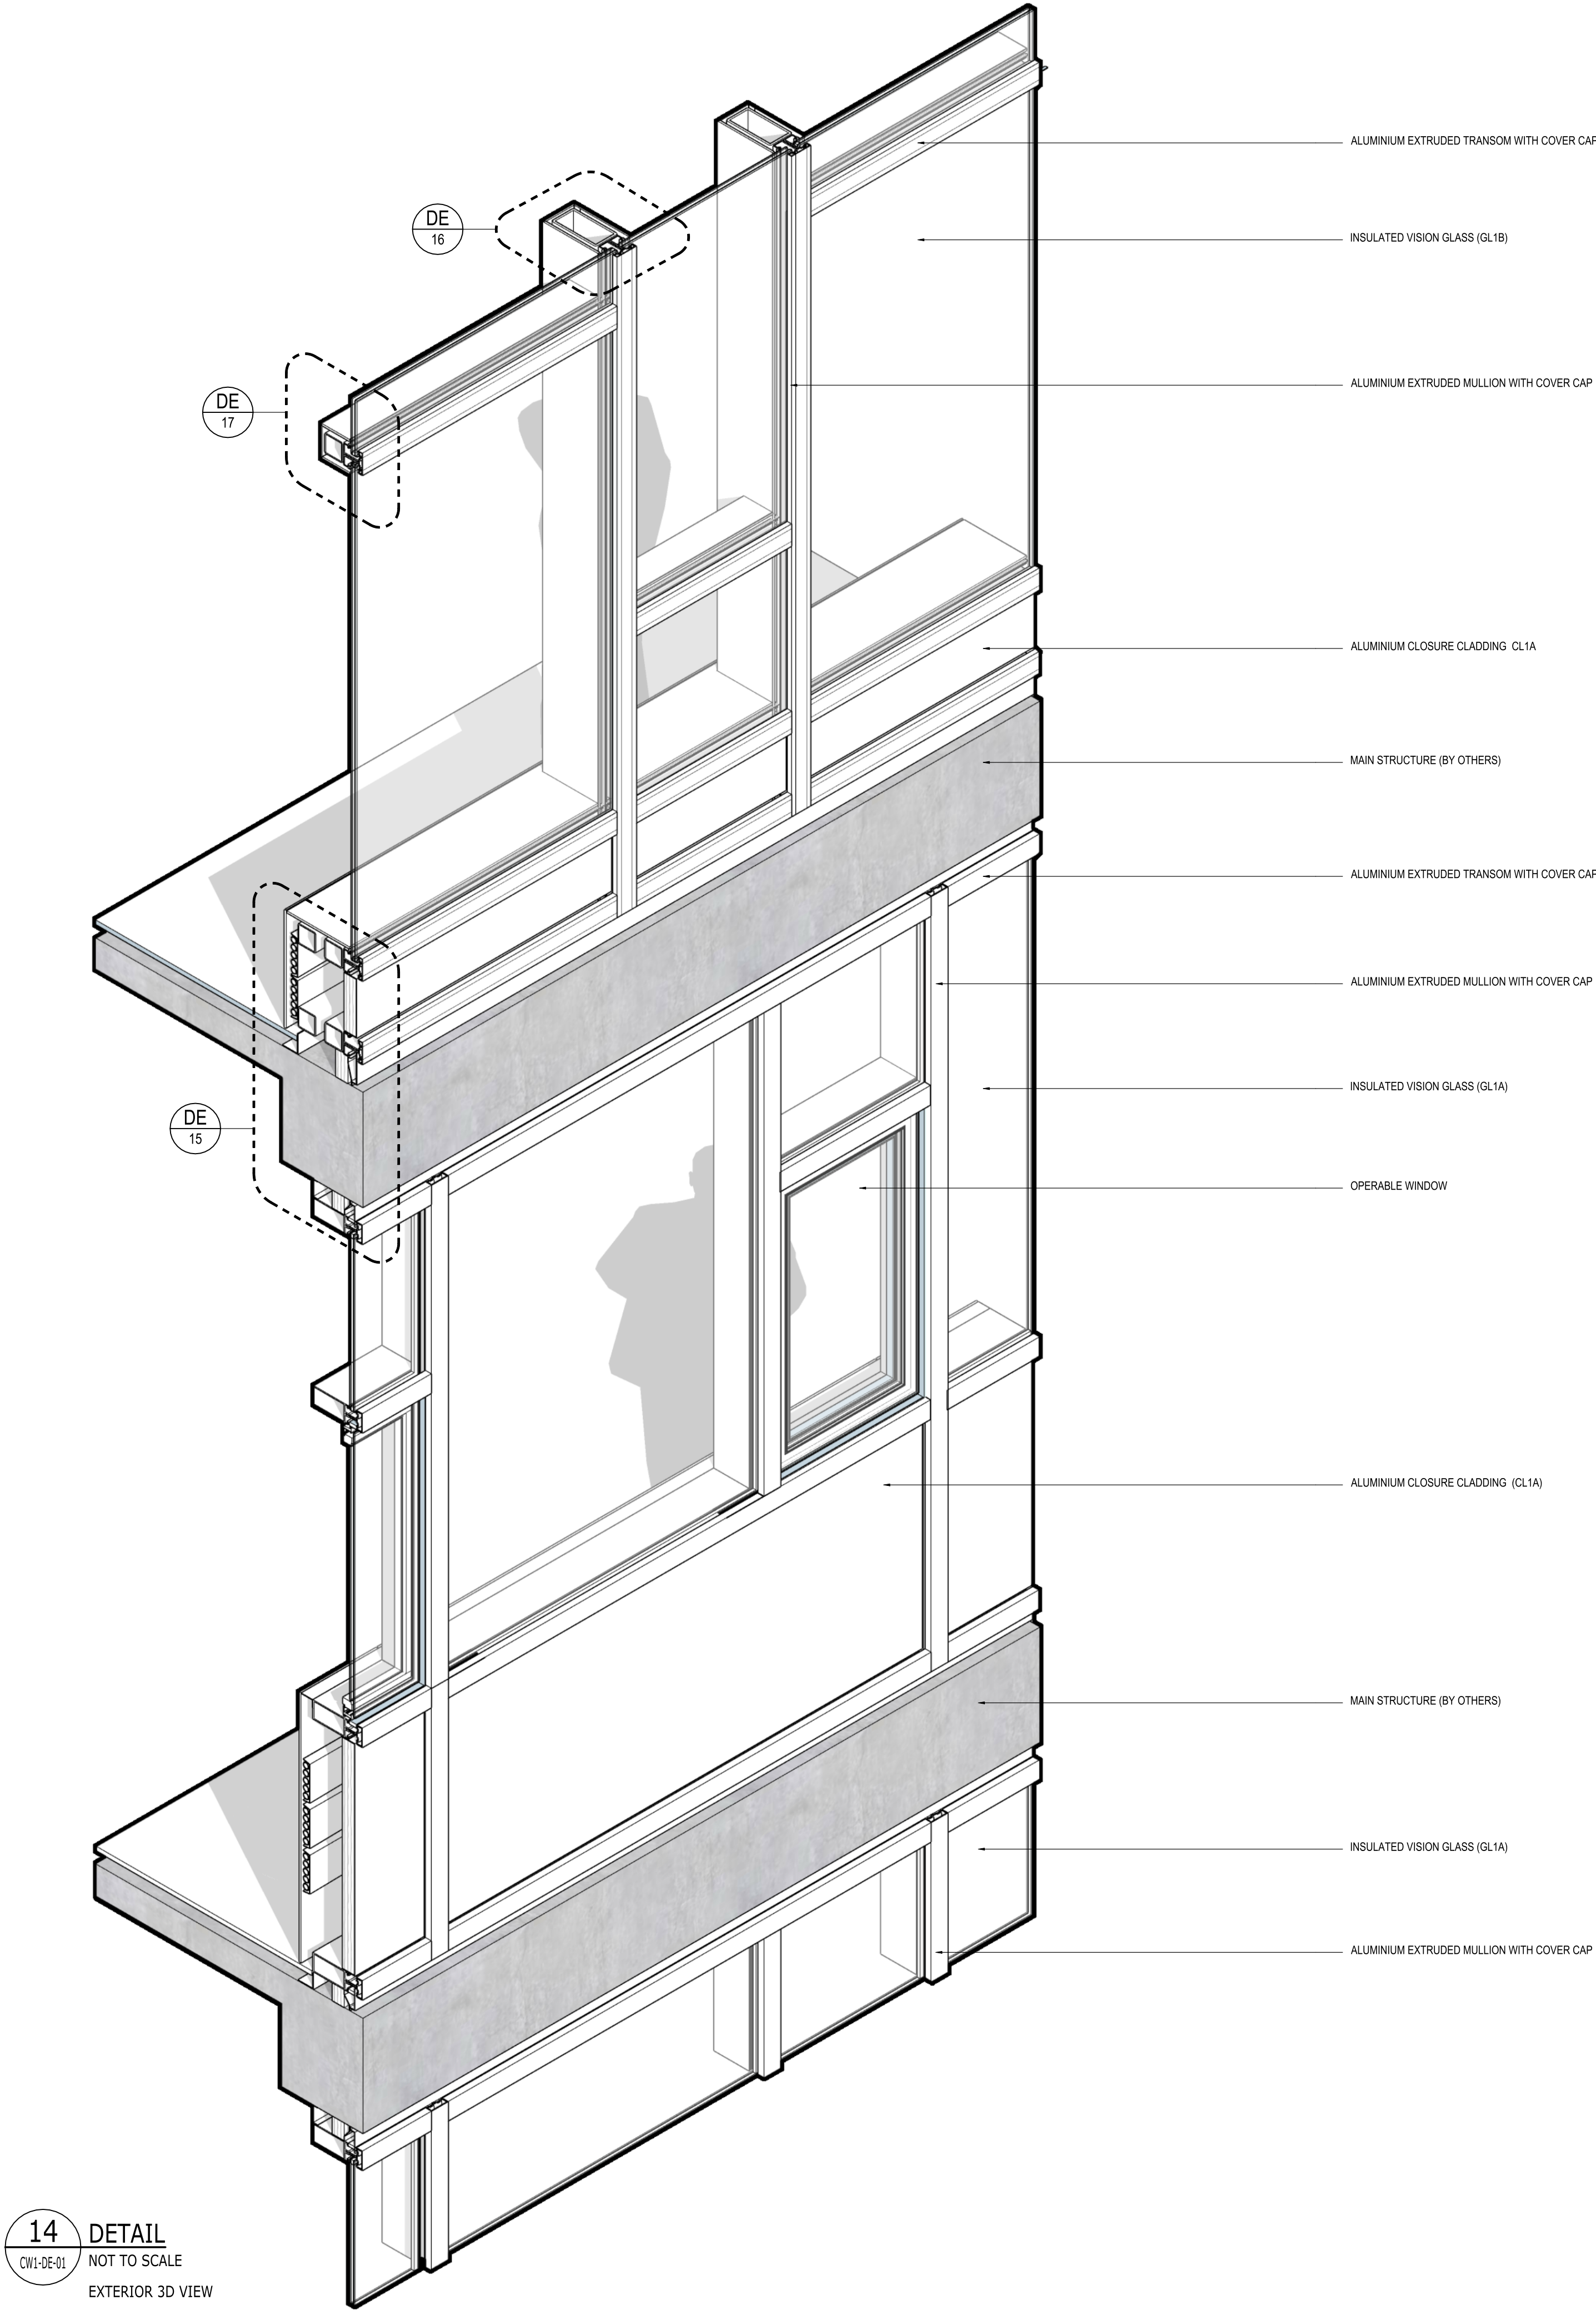 ALUMINIUM EXTRUDED TRANSOM WITH COVER CAP
DE
16
INSULATED VISION GLASS (GL1B)
ALUMINIUM EXTRUDED MULLION WITH COVER CAP
DE
17
ALUMINIUM CLOSURE CLADDING CL1A
MAIN STRUCTURE (BY OTHERS)
ALUMINIUM EXTRUDED TRANSOM WITH COVER CAP
ALUMINIUM EXTRUDED MULLION WITH COVER CAP
INSULATED VISION GLASS (GL1A)
DE
15
OPERABLE WINDOW
ALUMINIUM CLOSURE CLADDING (CL1A)
MAIN STRUCTURE (BY OTHERS)
INSULATED VISION GLASS (GL1A)
ALUMINIUM EXTRUDED MULLION WITH COVER CAP
14
CW1-DE-01
DETAIL
NOT TO SCALE
EXTERIOR 3D VIEW